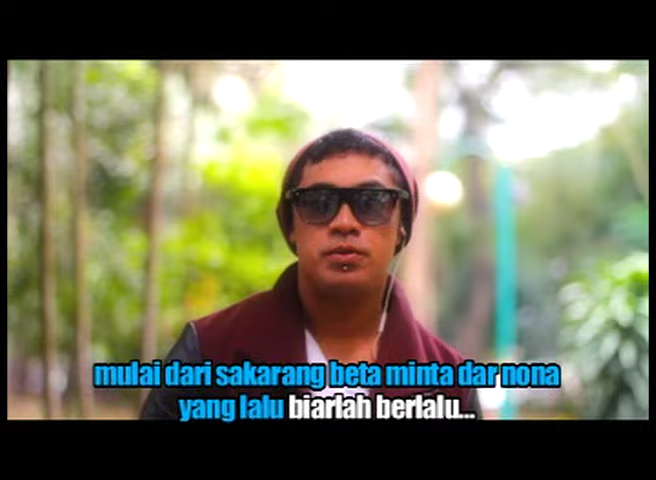 mulai dari sakarang beta minta dar nona
yang lalu biarlah berlalu...